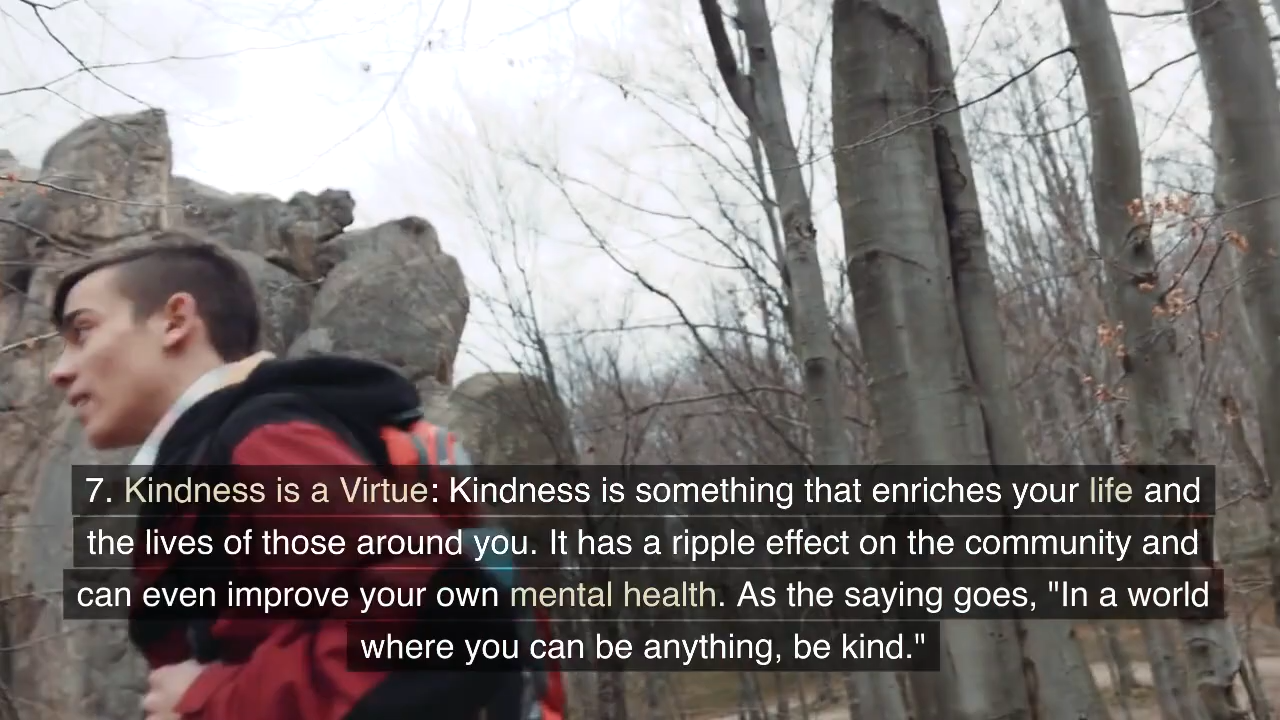 7. Kindness is a Virtue: Kindness is something that enriches your life and
the lives of those around you. It has a ripple effect on the community and
can even improve your own mental health. As the saying goes, "In a world
where you can be anything, be kind."